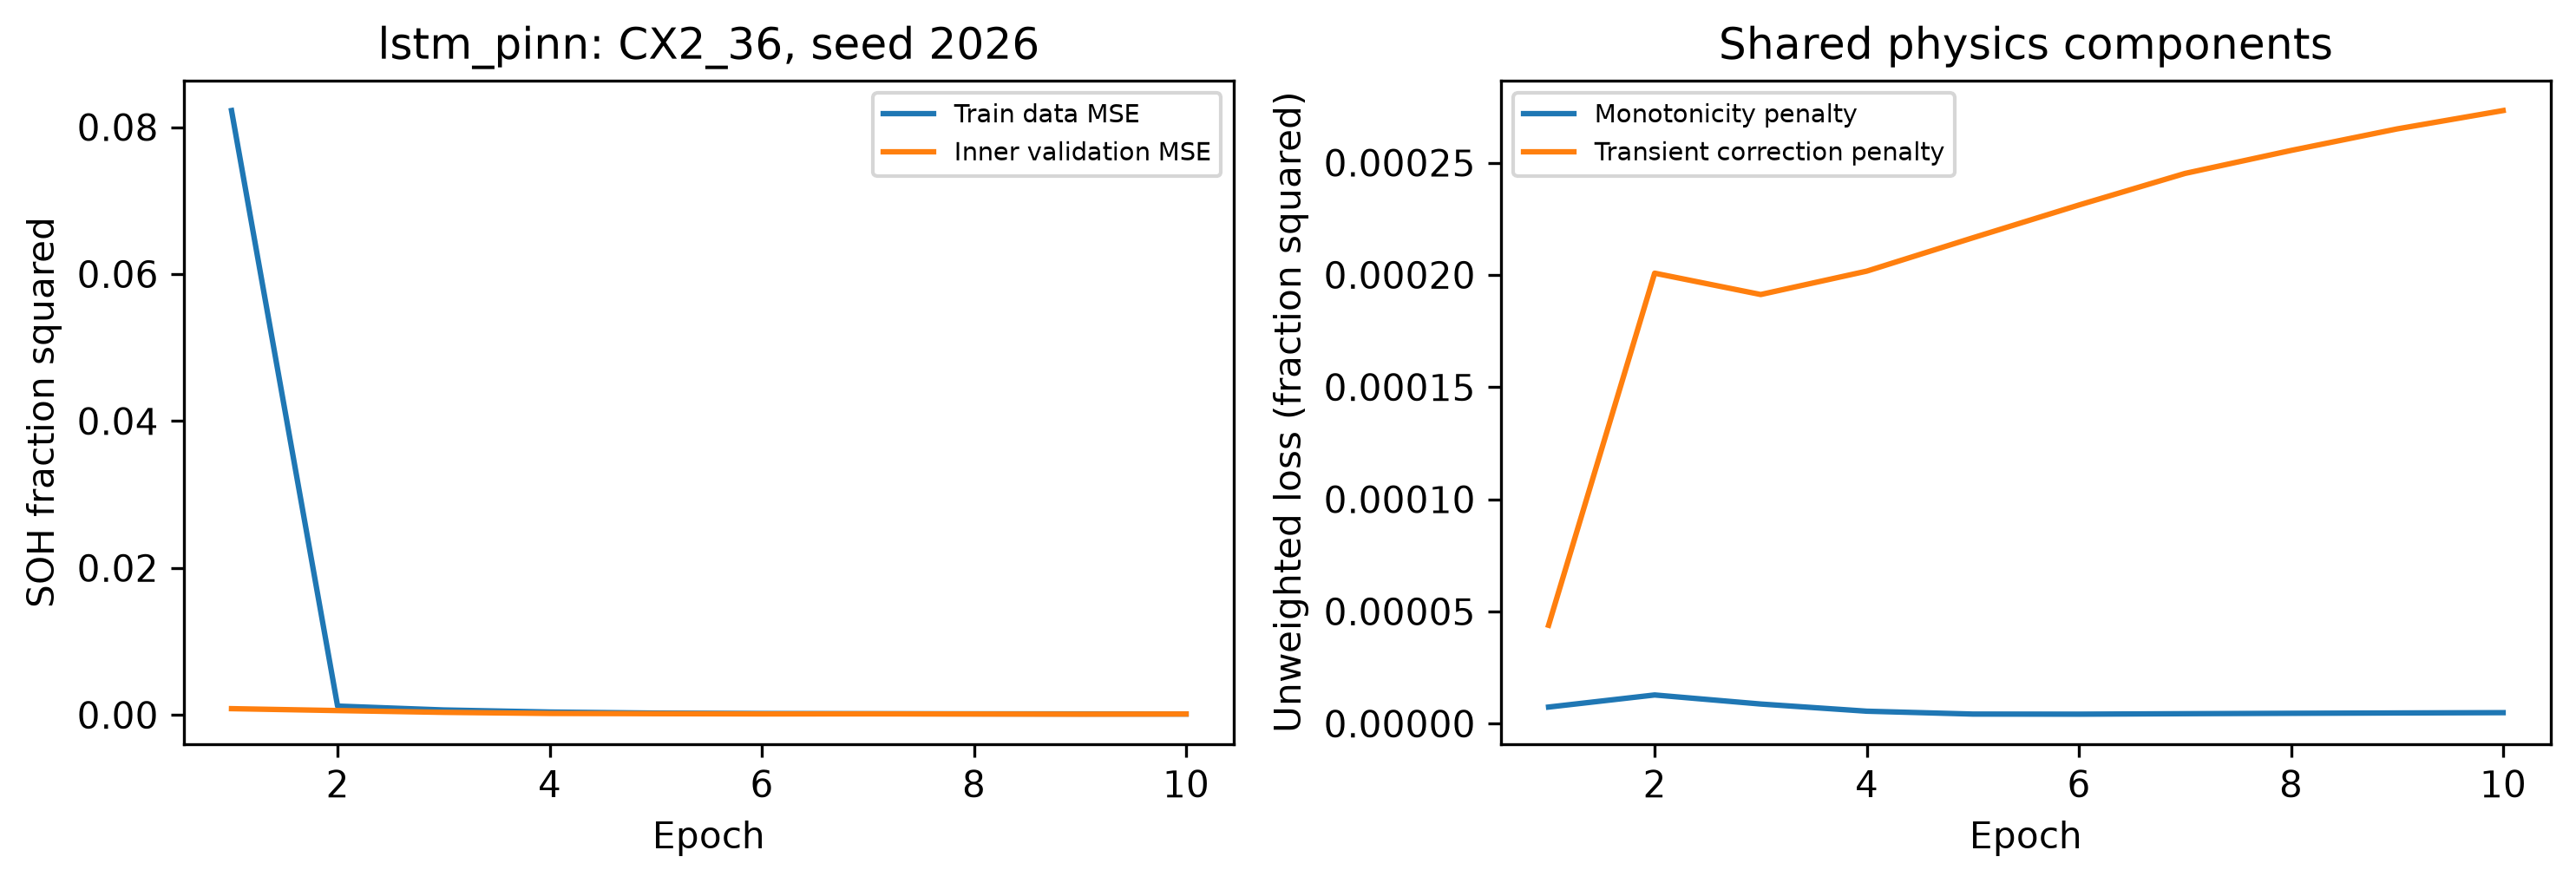 lstm_pinn: CX2_36, seed 2026
Train data MSE
Inner validation MSE
SOH fraction squared
0.08
0.06
0.04
0.02
0.00
2 4 6 8 10
Epoch
Shared physics components
Monotonicity penalty
Transient correction penalty
Unweighted loss (fraction squared)
0.00025
0.00020
0.00015
0.00010
0.00005
0.00000
2 4 6 8 10
Epoch